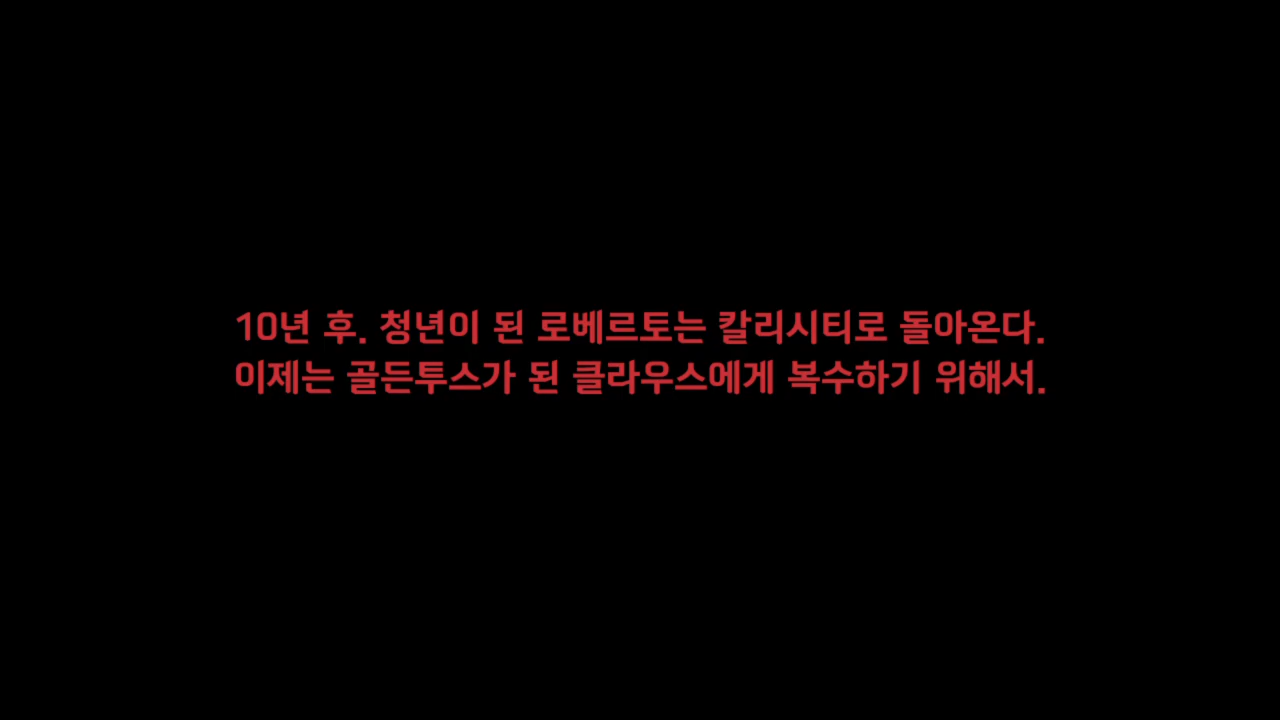 10년 후. 청년이 된 로베르토는 칼리시티로 돌아온다.
이제는 골든투스가 된 클라우스에게 복수하기 위해서.